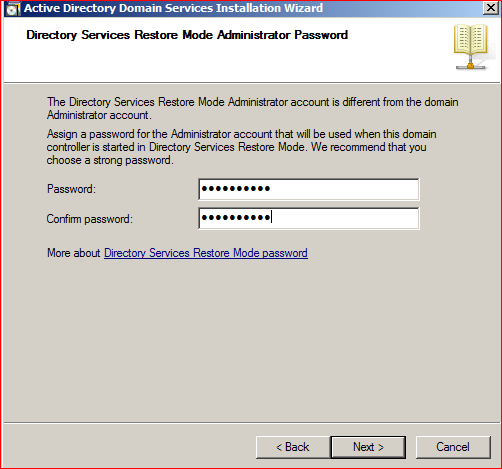 Active Directory Domain Services Installation Wizard
Directory Services Restore Mode Administrator Password
The Directory Services Restore Mode Administrator account is different from the domain
Administrator account.
Assign a password for the Administrator account that will be used when this domain
controller is started in Directory Services Restore Mode. We recommend that you
choose a strong password.
Password: ●●●●●●●●●●
Confirm password: ●●●●●●●●●●
More about Directory Services Restore Mode password
< Back Next > Cancel